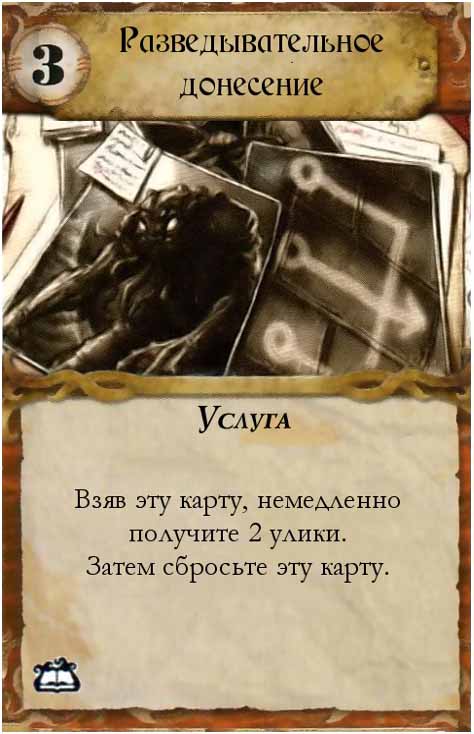 3
Разведывательное
донесение
Услуга
Взяв эту карту, немедленно
получите 2 улики.
Затем сбросьте эту карту.